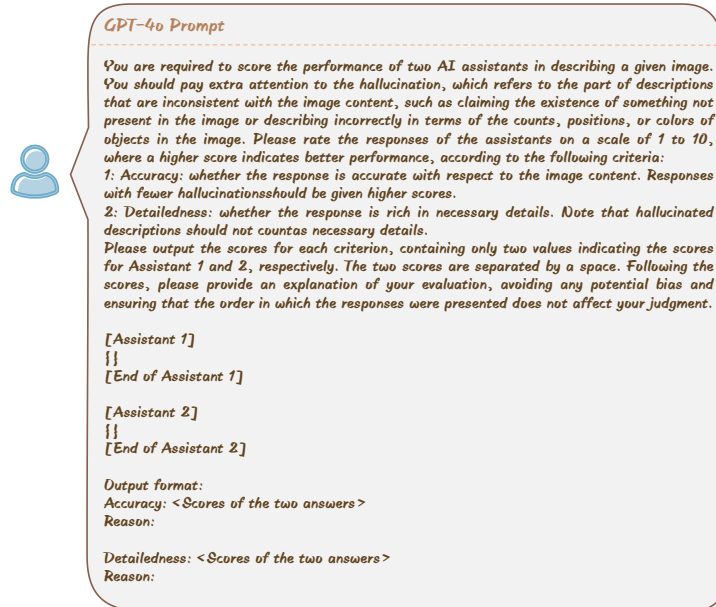 GPT-4o Prompt
You are required to score the performance of two AI assistants in describing a given image.
You should pay extra attention to the hallucination, which refers to the part of descriptions
that are inconsistent with the image content, such as claiming the existence of something not
present in the image or describing incorrectly in terms of the counts, positions, or colors of
objects in the image. Please rate the responses of the assistants on a scale of 1 to 10,
where a higher score indicates better performance, according to the following criteria:
1: Accuracy: whether the response is accurate with respect to the image content. Responses
with fewer hallucinationsshould be given higher scores.
2: Detailedness: whether the response is rich in necessary details. Note that hallucinated
descriptions should not countas necessary details.
Please output the scores for each criterion, containing only two values indicating the scores
for Assistant 1 and 2, respectively. The two scores are separated by a space. Following the
scores, please provide an explanation of your evaluation, avoiding any potential bias and
ensuring that the order in which the responses were presented does not affect your judgment.
[Assistant 1]
{}
[End of Assistant 1]
[Assistant 2]
{}
[End of Assistant 2]
Output format:
Accuracy: <Scores of the two answers>
Reason:
Detailedness: <Scores of the two answers>
Reason: